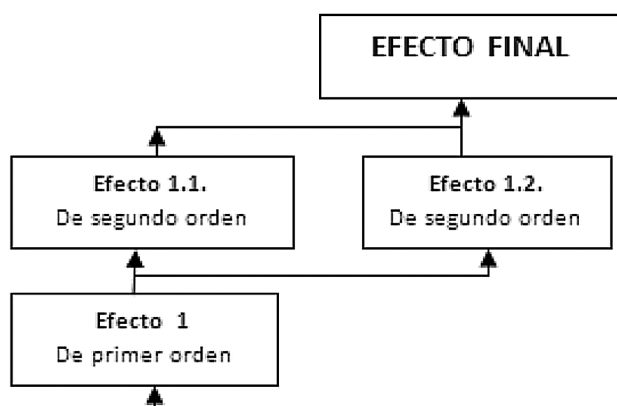 EFECTO FINAL
Efecto 1.1.
De segundo orden
Efecto 1.2.
De segundo orden
Efecto 1
De primer orden